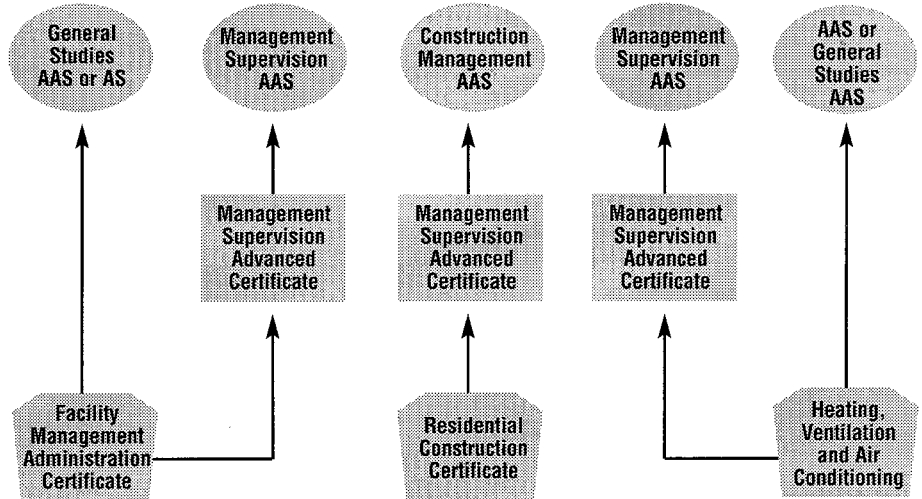 General
Studies
AAS or AS
Management
Supervision
AAS
Construction
Management
AAS
Management
Supervision
AAS
AAS or
General
Studies
AAS
Management
Supervision
Advanced
Certificate
Management
Supervision
Advanced
Certificate
Management
Supervision
Advanced
Certificate
Facility
Management
Administration
Certificate
Residential
Construction
Certificate
Heating,
Ventilation
and Air
Conditioning